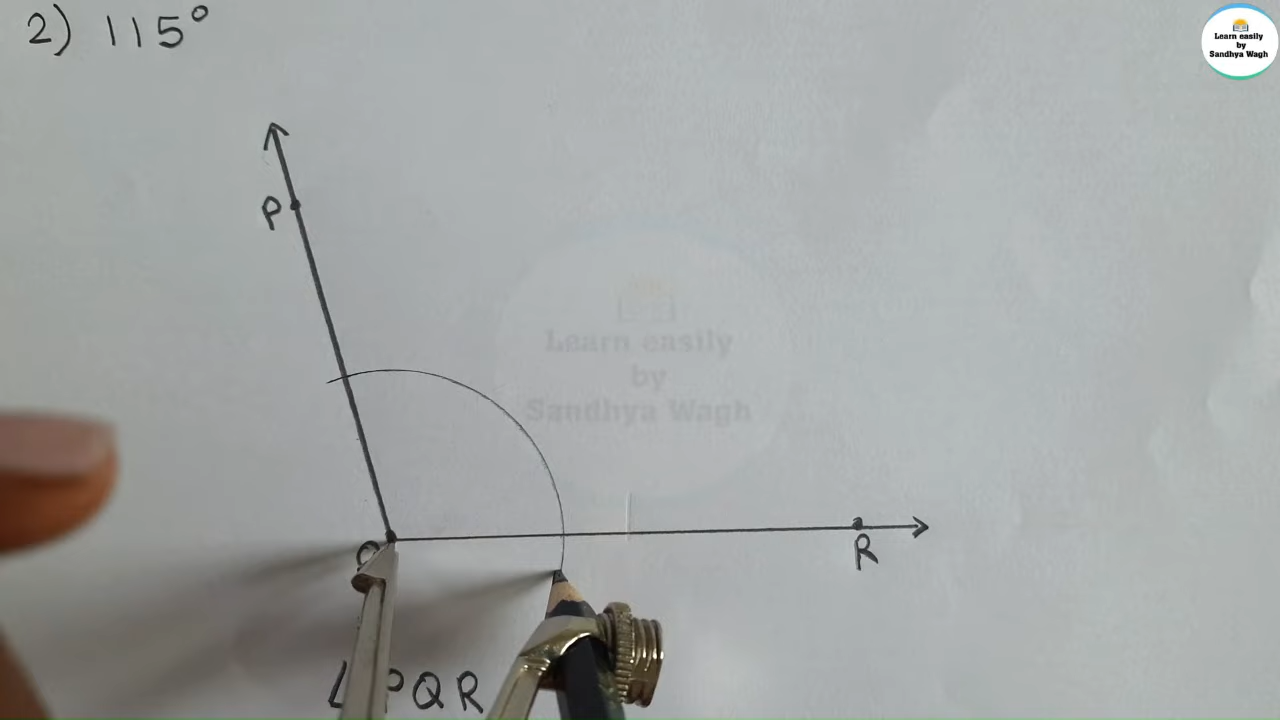 2) 115°
Learn easily
by
Sandhya Wagh
P
Learn easily
by
Sandhya Wagh
Q
R
∠PQR